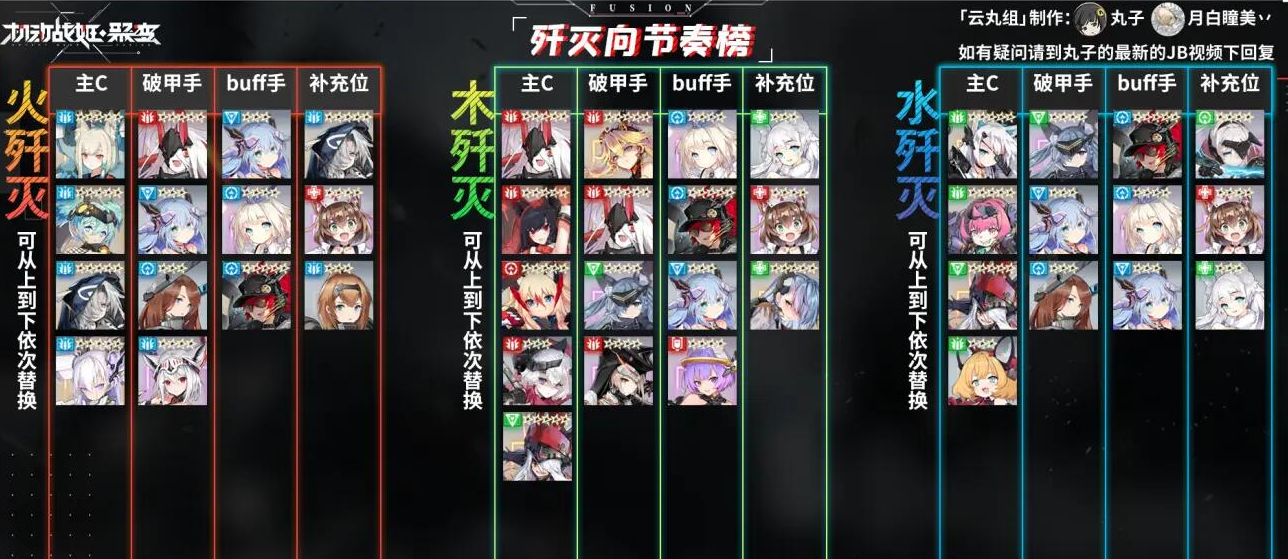 FUSION
机动战姬·聚变
歼灭向节奏榜
「云丸组」制作: 丸子 月白瞳美丷
如有疑问请到丸子的最新的JB视频下回复
火歼灭
可从上到下依次替换
主C 破甲手 buff手 补充位
木歼灭
可从上到下依次替换
主C 破甲手 buff手 补充位
水歼灭
可从上到下依次替换
主C 破甲手 buff手 补充位